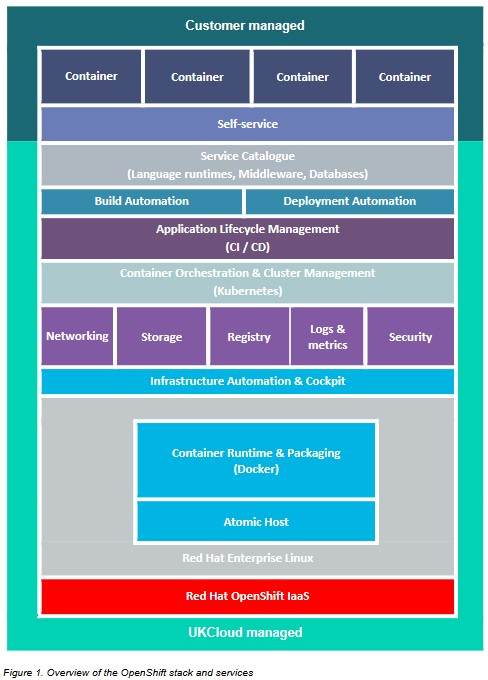 Customer managed
Container Container Container Container
Self-service
Service Catalogue
(Language runtimes, Middleware, Databases)
Build Automation Deployment Automation
Application Lifecycle Management
(CI / CD)
Container Orchestration & Cluster Management
(Kubernetes)
Networking Storage Registry Logs & metrics Security
Infrastructure Automation & Cockpit
Container Runtime & Packaging
(Docker)
Atomic Host
Red Hat Enterprise Linux
Red Hat OpenShift IaaS
UKCloud managed
Figure 1. Overview of the OpenShift stack and services